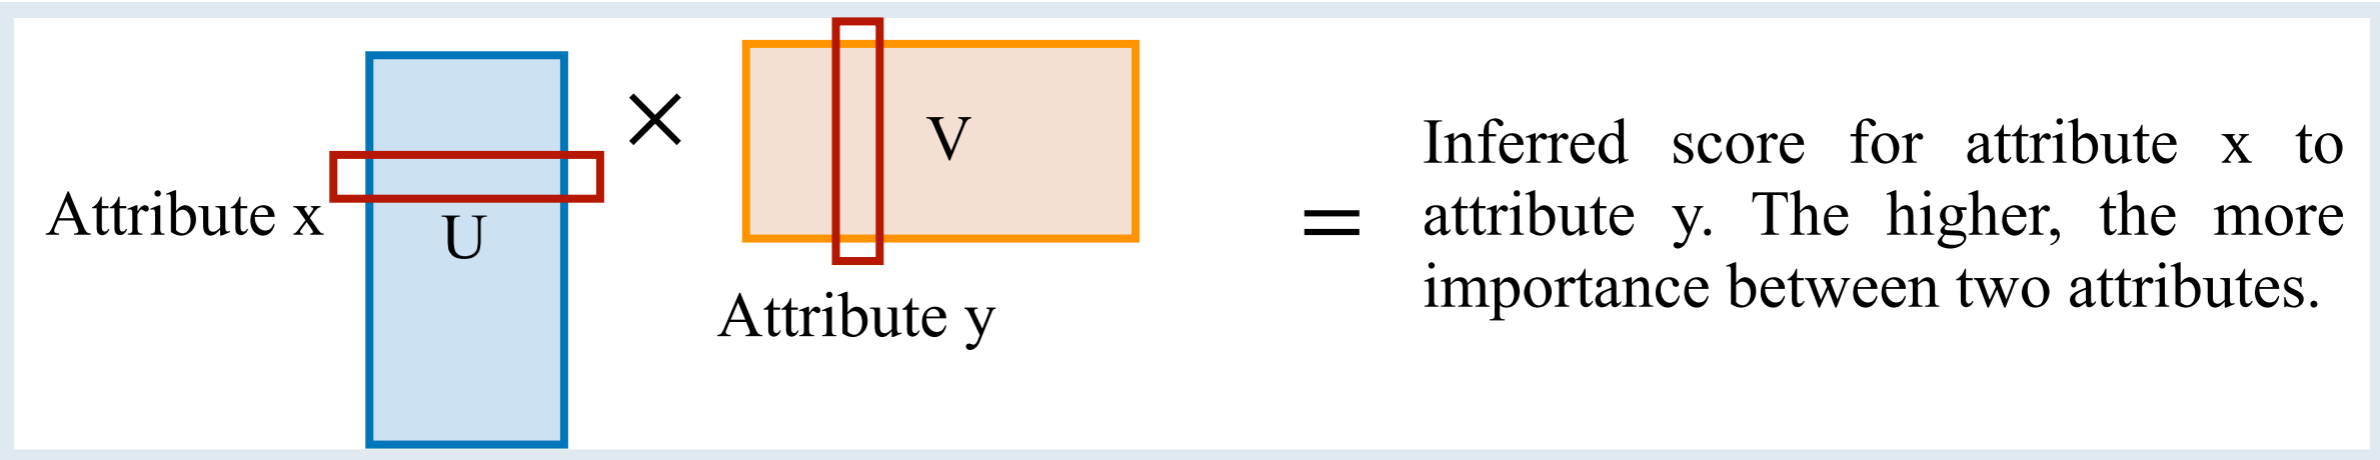 Attribute x
U
×
V
Attribute y
=
Inferred score for attribute x to
attribute y. The higher, the more
importance between two attributes.